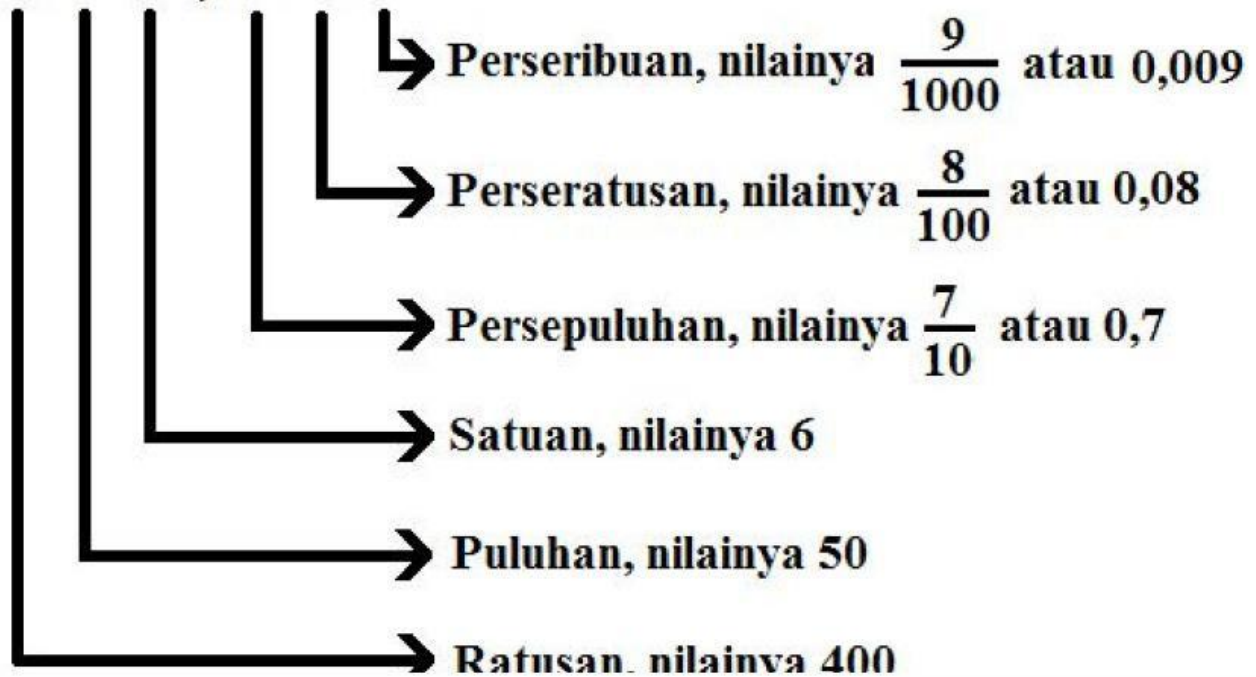 Perseribuan, nilainya 9/1000 atau 0,009
Perseratusan, nilainya 8/100 atau 0,08
Persepuluhan, nilainya 7/10 atau 0,7
Satuan, nilainya 6
Puluhan, nilainya 50
Ratusan, nilainya 400